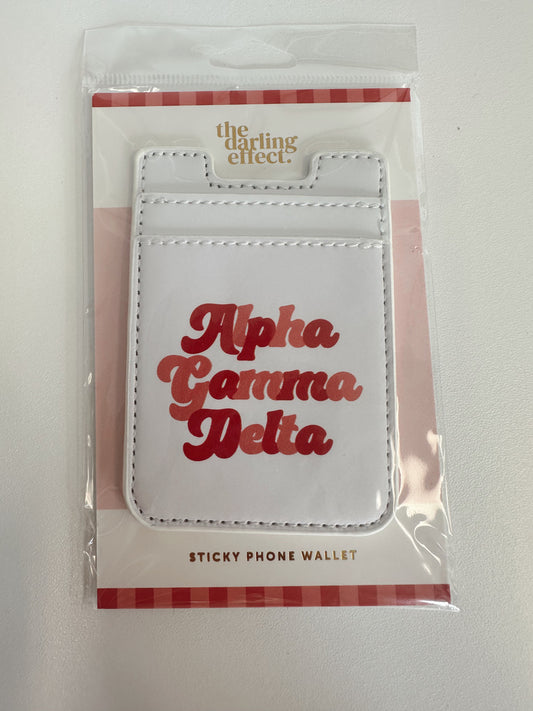 the
darling
effect.
Alpha
Gamma
Delta
STICKY PHONE WALLET